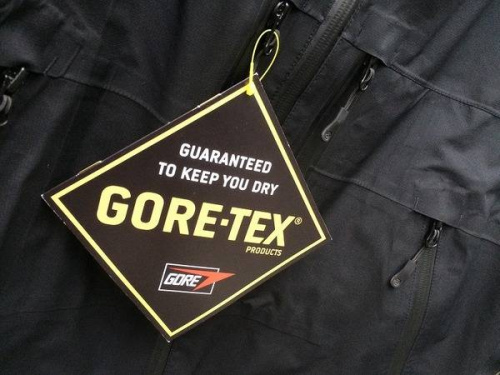 GUARANTEED
TO KEEP YOU DRY
GORE-TEX®
PRODUCTS
GORE